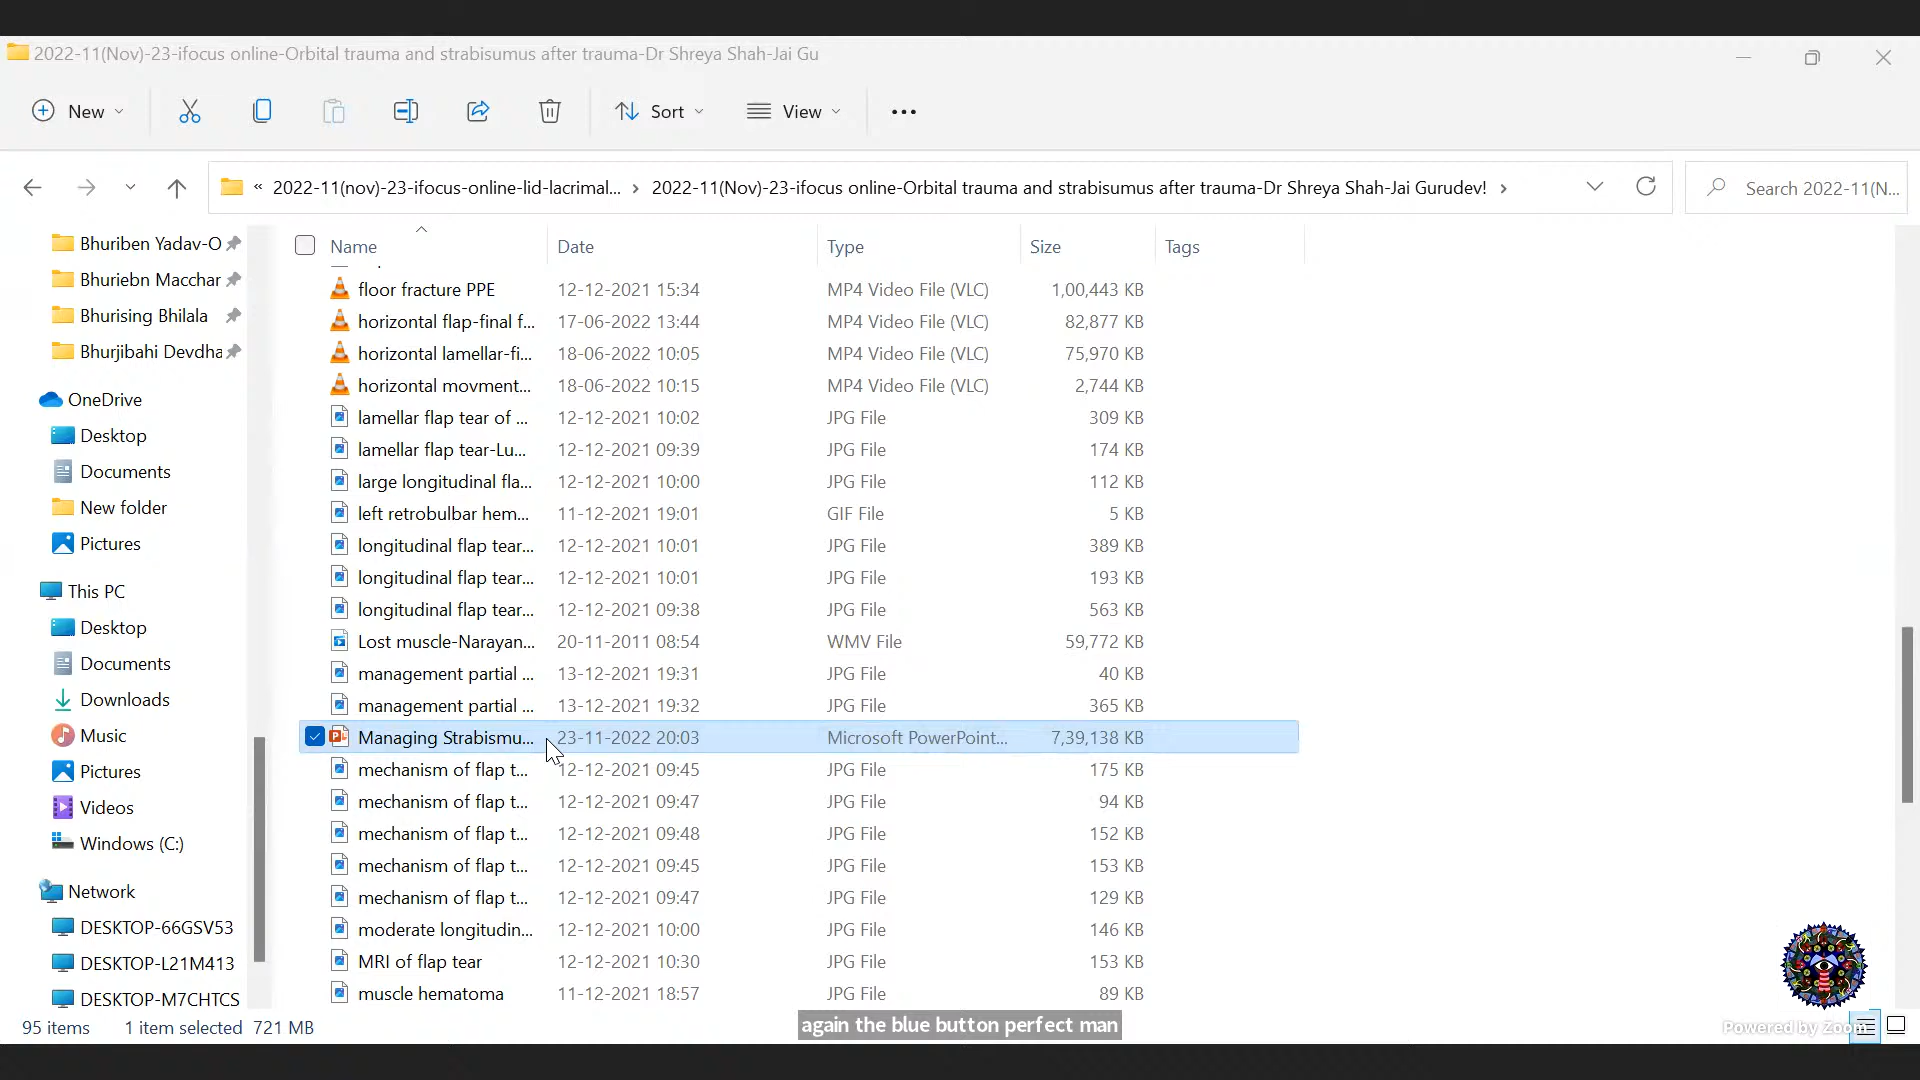 2022-11(Nov)-23-ifocus online-Orbital trauma and strabisumus after trauma-Dr Shreya Shah-Jai Gu
New Sort View
« 2022-11(nov)-23-ifocus-online-lid-lacrimal... › 2022-11(Nov)-23-ifocus online-Orbital trauma and strabisumus after trauma-Dr Shreya Shah-Jai Gurudev! › Search 2022-11(N...
Bhuriben Yadav-O
Bhuriebn Macchar
Bhurising Bhilala
Bhurjibahi Devdha
OneDrive
Desktop
Documents
New folder
Pictures
This PC
Desktop
Documents
Downloads
Music
Pictures
Videos
Windows (C:)
Network
DESKTOP-66GSV53
DESKTOP-L21M413
DESKTOP-M7CHTCS
Name Date Type Size Tags
floor fracture PPE 12-12-2021 15:34 MP4 Video File (VLC) 1,00,443 KB
horizontal flap-final f... 17-06-2022 13:44 MP4 Video File (VLC) 82,877 KB
horizontal lamellar-fi... 18-06-2022 10:05 MP4 Video File (VLC) 75,970 KB
horizontal movment... 18-06-2022 10:15 MP4 Video File (VLC) 2,744 KB
lamellar flap tear of ... 12-12-2021 10:02 JPG File 309 KB
lamellar flap tear-Lu... 12-12-2021 09:39 JPG File 174 KB
large longitudinal fla... 12-12-2021 10:00 JPG File 112 KB
left retrobulbar hem... 11-12-2021 19:01 GIF File 5 KB
longitudinal flap tear... 12-12-2021 10:01 JPG File 389 KB
longitudinal flap tear... 12-12-2021 10:01 JPG File 193 KB
longitudinal flap tear... 12-12-2021 09:38 JPG File 563 KB
Lost muscle-Narayan... 20-11-2011 08:54 WMV File 59,772 KB
management partial ... 13-12-2021 19:31 JPG File 40 KB
management partial ... 13-12-2021 19:32 JPG File 365 KB
Managing Strabismu... 23-11-2022 20:03 Microsoft PowerPoint... 7,39,138 KB
mechanism of flap t... 12-12-2021 09:45 JPG File 175 KB
mechanism of flap t... 12-12-2021 09:47 JPG File 94 KB
mechanism of flap t... 12-12-2021 09:48 JPG File 152 KB
mechanism of flap t... 12-12-2021 09:45 JPG File 153 KB
mechanism of flap t... 12-12-2021 09:47 JPG File 129 KB
moderate longitudin... 12-12-2021 10:00 JPG File 146 KB
MRI of flap tear 12-12-2021 10:30 JPG File 153 KB
muscle hematoma 11-12-2021 18:57 JPG File 89 KB
95 items 1 item selected 721 MB
again the blue button perfect man
Powered by Zoom